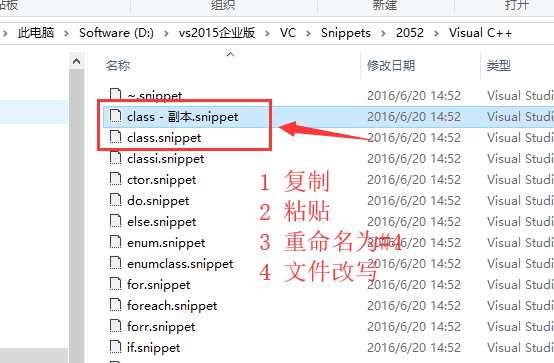 贴板
组织
新建
打开
此电脑 > Software (D:) > vs2015企业版 > VC > Snippets > 2052 > Visual C++
名称 修改日期 类型
~.snippet 2016/6/20 14:52 Visual Studi
class - 副本.snippet 2016/6/20 14:52 Visual Studi
class.snippet 2016/6/20 14:52 Visual Studi
classi.snippet 2016/6/20 14:52 Visual Studi
ctor.snippet 2016/6/20 14:52 Visual Studi
do.snippet 2016/6/20 14:52 Visual Studi
else.snippet 2016/6/20 14:52 Visual Studi
enum.snippet 2016/6/20 14:52 Visual Studi
enumclass.snippet 2016/6/20 14:52 Visual Studi
for.snippet 2016/6/20 14:52 Visual Studi
foreach.snippet 2016/6/20 14:52 Visual Studi
forr.snippet 2016/6/20 14:52 Visual Studi
if.snippet 2016/6/20 14:52 Visual Studi
1 复制
2 粘贴
3 重命名为#4
4 文件改写